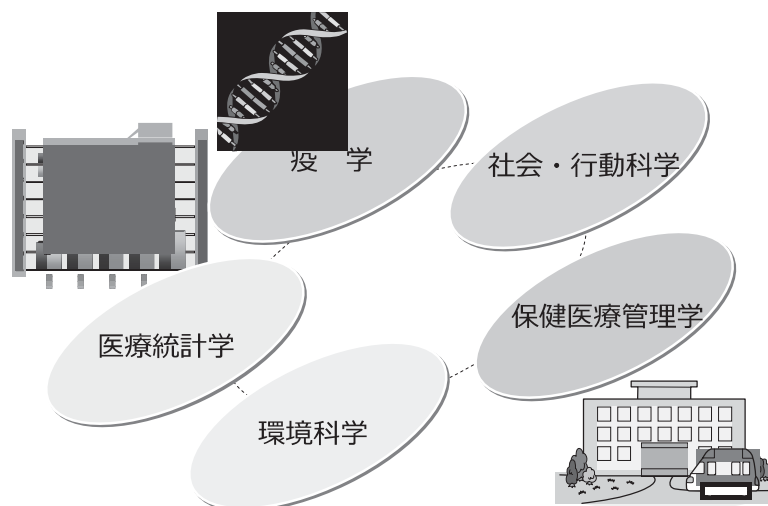 疫　学
社会・行動科学
保健医療管理学
医療統計学
環境科学